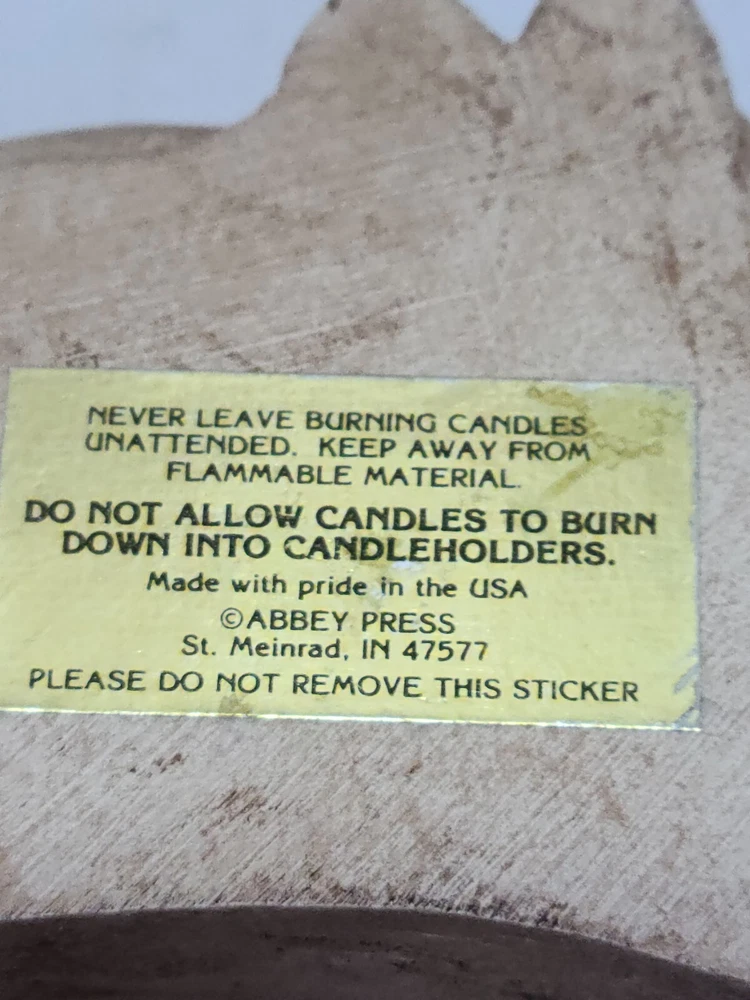 NEVER LEAVE BURNING CANDLES
UNATTENDED. KEEP AWAY FROM
FLAMMABLE MATERIAL.
DO NOT ALLOW CANDLES TO BURN
DOWN INTO CANDLEHOLDERS.
Made with pride in the USA
©ABBEY PRESS
St. Meinrad, IN 47577
PLEASE DO NOT REMOVE THIS STICKER